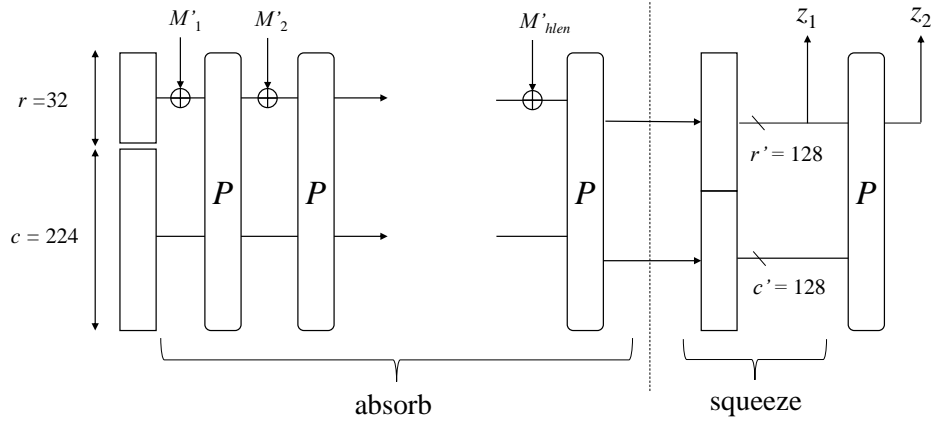 M'1 M'2 M'hlen z1 z2
r =32
r' = 128
P P P P
c = 224
c' = 128
absorb squeeze